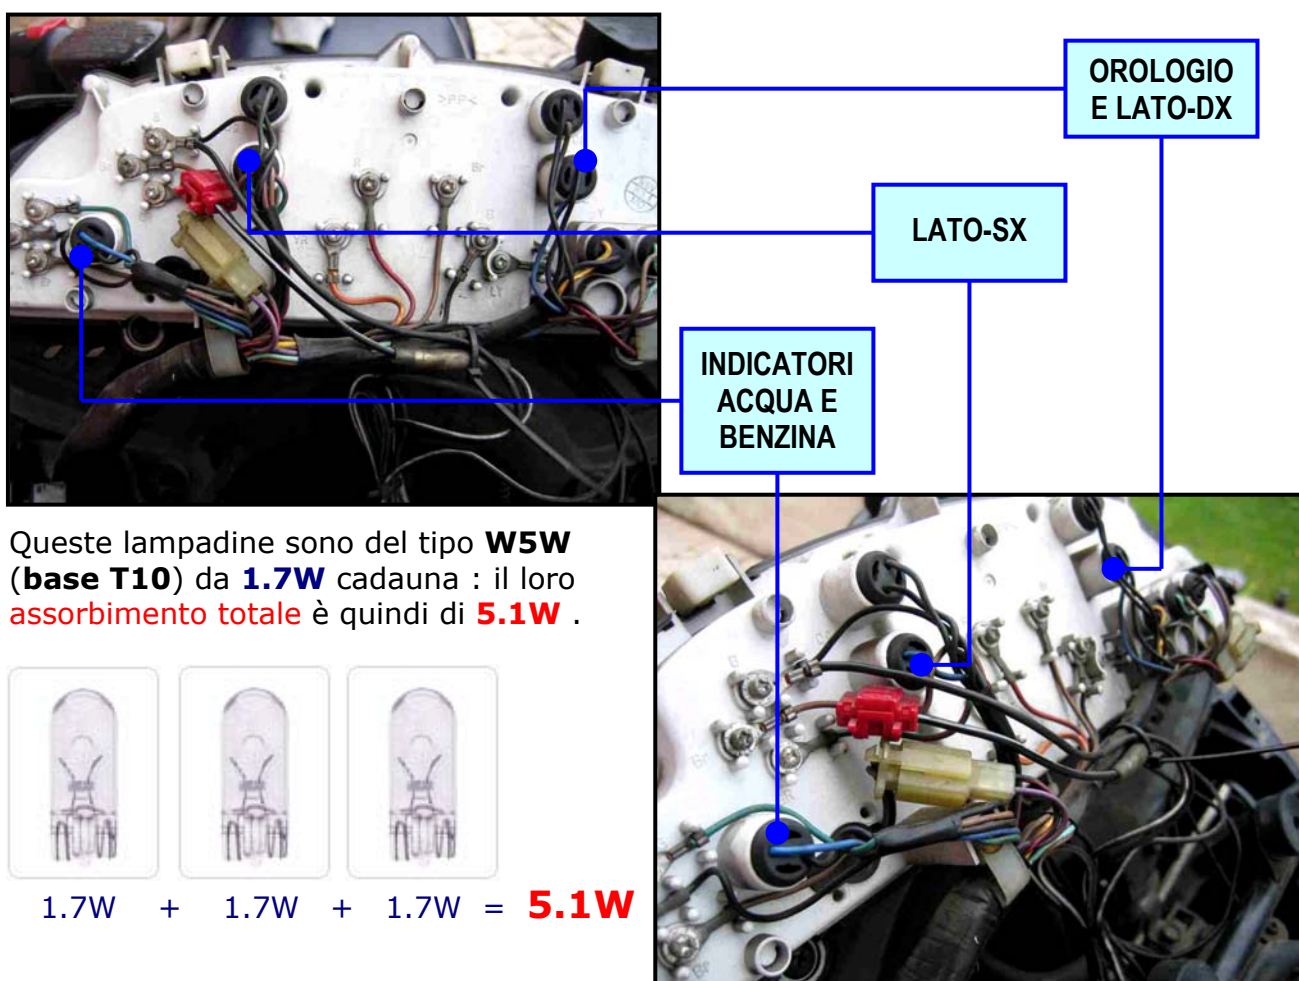 OROLOGIO
E LATO-DX
LATO-SX
INDICATORI
ACQUA E
BENZINA
>PP<
Queste lampadine sono del tipo W5W
(base T10) da 1.7W cadauna : il loro
assorbimento totale è quindi di 5.1W .
1.7W + 1.7W + 1.7W = 5.1W